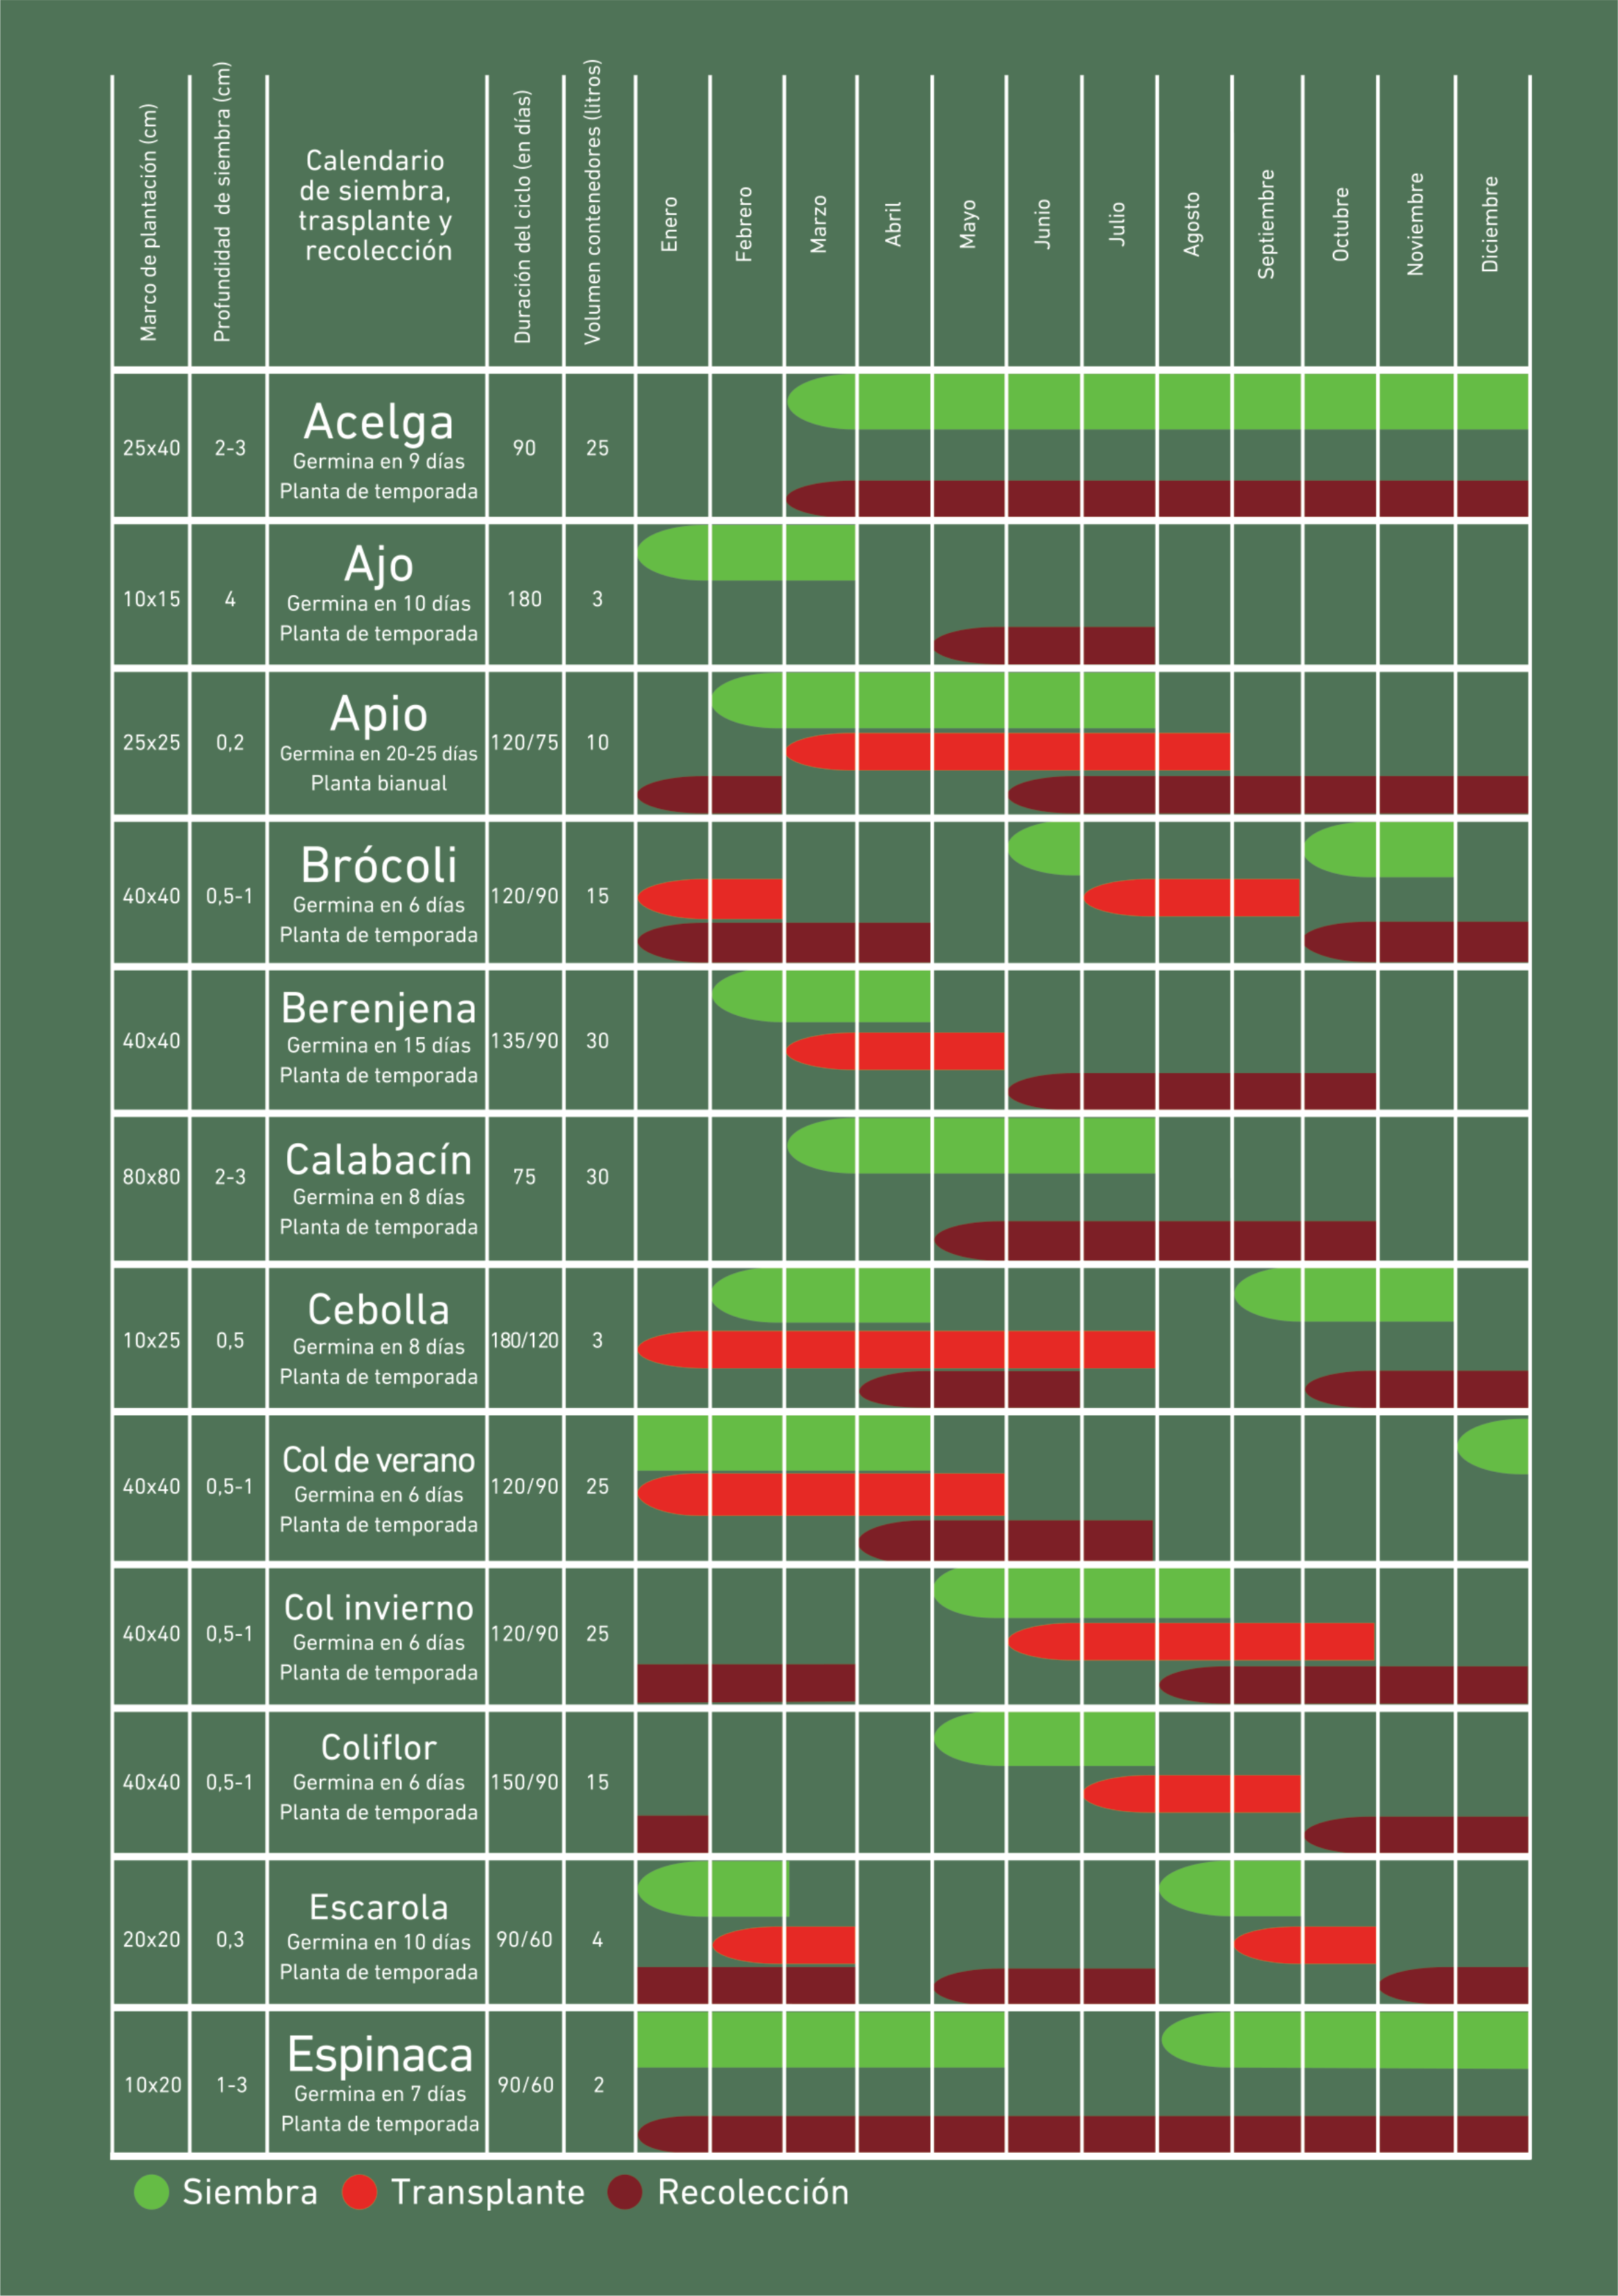 Marco de plantación (cm)
Profundidad de siembra (cm)
Calendario
de siembra,
trasplante y
recolección
Duración del ciclo (en días)
Volumen contenedores (litros)
Enero
Febrero
Marzo
Abril
Mayo
Junio
Julio
Agosto
Septiembre
Octubre
Noviembre
Diciembre
25x40
2-3
Acelga
Germina en 9 días
Planta de temporada
90
25
10x15
4
Ajo
Germina en 10 días
Planta de temporada
180
3
25x25
0,2
Apio
Germina en 20-25 días
Planta bianual
120/75
10
40x40
0,5-1
Brócoli
Germina en 6 días
Planta de temporada
120/90
15
40x40
Berenjena
Germina en 15 días
Planta de temporada
135/90
30
80x80
2-3
Calabacín
Germina en 8 días
Planta de temporada
75
30
10x25
0,5
Cebolla
Germina en 8 días
Planta de temporada
180/120
3
40x40
0,5-1
Col de verano
Germina en 6 días
Planta de temporada
120/90
25
40x40
0,5-1
Col invierno
Germina en 6 días
Planta de temporada
120/90
25
40x40
0,5-1
Coliflor
Germina en 6 días
Planta de temporada
150/90
15
20x20
0,3
Escarola
Germina en 10 días
Planta de temporada
90/60
4
10x20
1-3
Espinaca
Germina en 7 días
Planta de temporada
90/60
2
Siembra
Transplante
Recolección